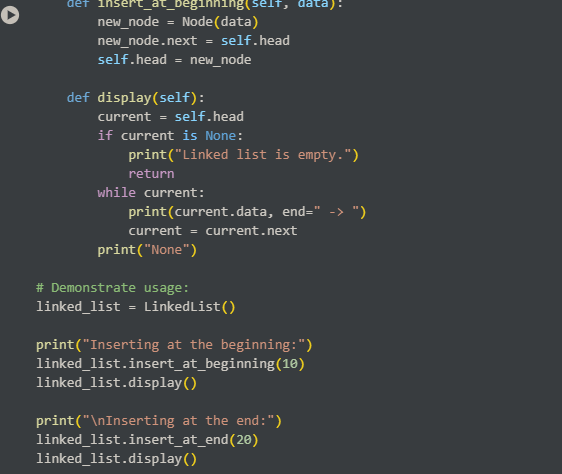 def insert_at_beginning(self, data):
        new_node = Node(data)
        new_node.next = self.head
        self.head = new_node

    def display(self):
        current = self.head
        if current is None:
            print("Linked list is empty.")
            return
        while current:
            print(current.data, end=" -> ")
            current = current.next
        print("None")

# Demonstrate usage:
linked_list = LinkedList()

print("Inserting at the beginning:")
linked_list.insert_at_beginning(10)
linked_list.display()

print("\nInserting at the end:")
linked_list.insert_at_end(20)
linked_list.display()